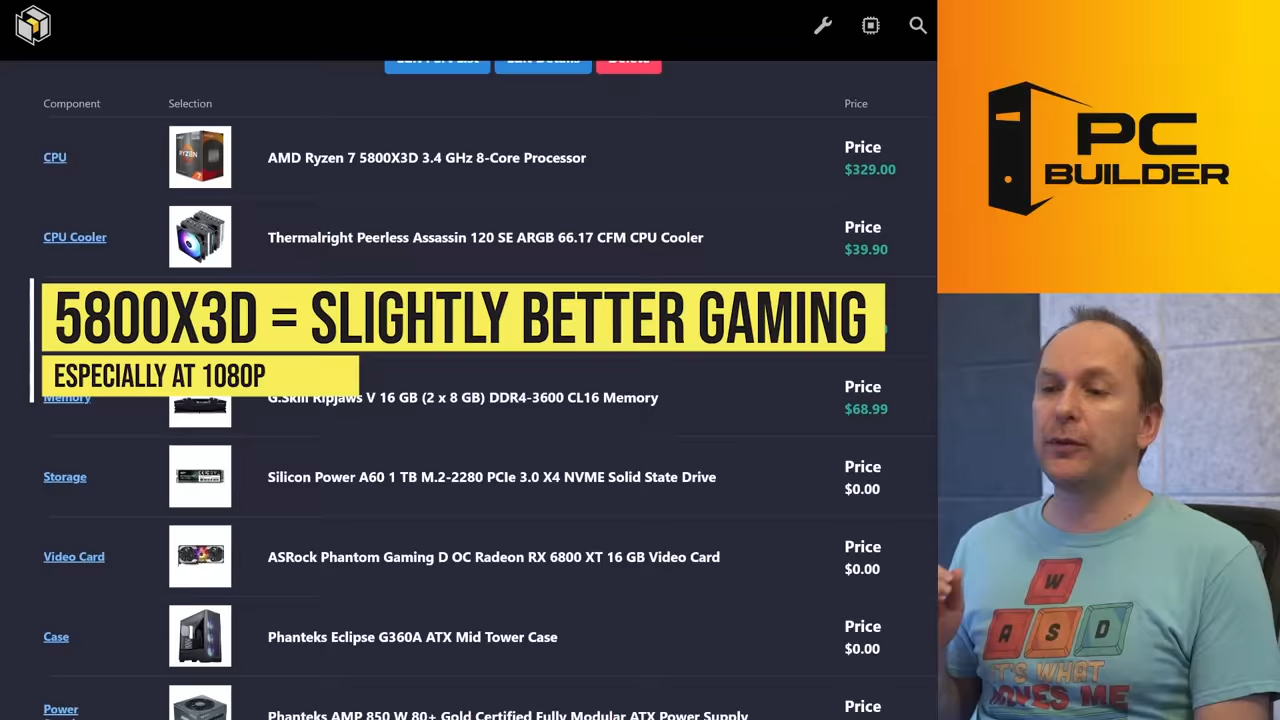 Component Selection Price
CPU AMD Ryzen 7 5800X3D 3.4 GHz 8-Core Processor Price
$329.00
CPU Cooler Thermalright Peerless Assassin 120 SE ARGB 66.17 CFM CPU Cooler Price
$39.90
5800X3D = SLIGHTLY BETTER GAMING
ESPECIALLY AT 1080P
Memory G.Skill Ripjaws V 16 GB (2 x 8 GB) DDR4-3600 CL16 Memory Price
$68.99
Storage Silicon Power A60 1 TB M.2-2280 PCIe 3.0 X4 NVME Solid State Drive Price
$0.00
Video Card ASRock Phantom Gaming D OC Radeon RX 6800 XT 16 GB Video Card Price
$0.00
Case Phanteks Eclipse G360A ATX Mid Tower Case Price
$0.00
Power Phanteks AMP 850 W 80+ Gold Certified Fully Modular ATX Power Supply Price
PC
BUILDER
RYZEN
W
A S D
IT'S WHAT
MOVES ME